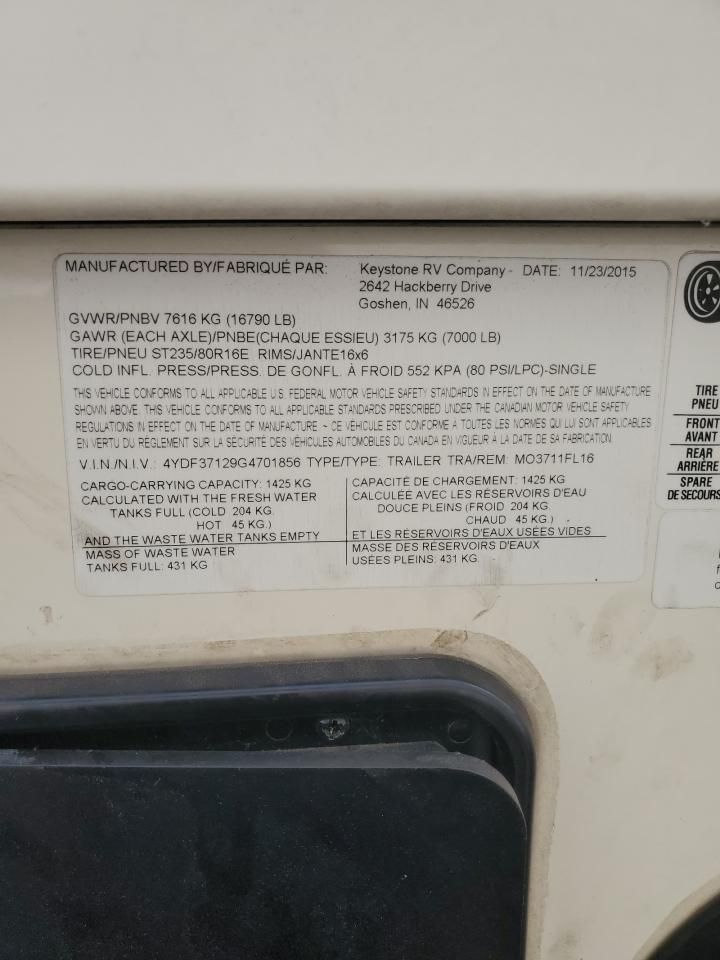 MANUFACTURED BY/FABRIQUÉ PAR: Keystone RV Company - DATE: 11/23/2015
2642 Hackberry Drive
Goshen, IN 46526
GVWR/PNBV 7616 KG (16790 LB)
GAWR (EACH AXLE)/PNBE(CHAQUE ESSIEU) 3175 KG (7000 LB)
TIRE/PNEU ST235/80R16E RIMS/JANTE16x6
COLD INFL. PRESS/PRESS. DE GONFL. À FROID 552 KPA (80 PSI/LPC)-SINGLE
THIS VEHICLE CONFORMS TO ALL APPLICABLE U.S. FEDERAL MOTOR VEHICLE SAFETY STANDARDS IN EFFECT ON THE DATE OF MANUFACTURE
SHOWN ABOVE. THIS VEHICLE CONFORMS TO ALL APPLICABLE STANDARDS PRESCRIBED UNDER THE CANADIAN MOTOR VEHICLE SAFETY
REGULATIONS IN EFFECT ON THE DATE OF MANUFACTURE ~ CE VÉHICULE EST CONFORME À TOUTES LES NORMES QUI LUI SONT APPLICABLES
EN VERTU DU RÈGLEMENT SUR LA SÉCURITÉ DES VÉHICULES AUTOMOBILES DU CANADA EN VIGUEUR À LA DATE DE SA FABRICATION.
V.I.N./N.I.V.: 4YDF37129G4701856 TYPE/TYPE: TRAILER TRA/REM: MO3711FL16
CARGO-CARRYING CAPACITY: 1425 KG
CALCULATED WITH THE FRESH WATER
TANKS FULL (COLD 204 KG.
HOT 45 KG.)
AND THE WASTE WATER TANKS EMPTY
MASS OF WASTE WATER
TANKS FULL: 431 KG
CAPACITÉ DE CHARGEMENT: 1425 KG
CALCULÉE AVEC LES RÉSERVOIRS D'EAU
DOUCE PLEINS (FROID 204 KG.
CHAUD 45 KG.)
ET LES RÉSERVOIRS D'EAUX USÉES VIDES
MASSE DES RÉSERVOIRS D'EAUX
USÉES PLEINS: 431 KG.
TIRE
PNEU
FRONT
AVANT
REAR
ARRIÈRE
SPARE
DE SECOURS